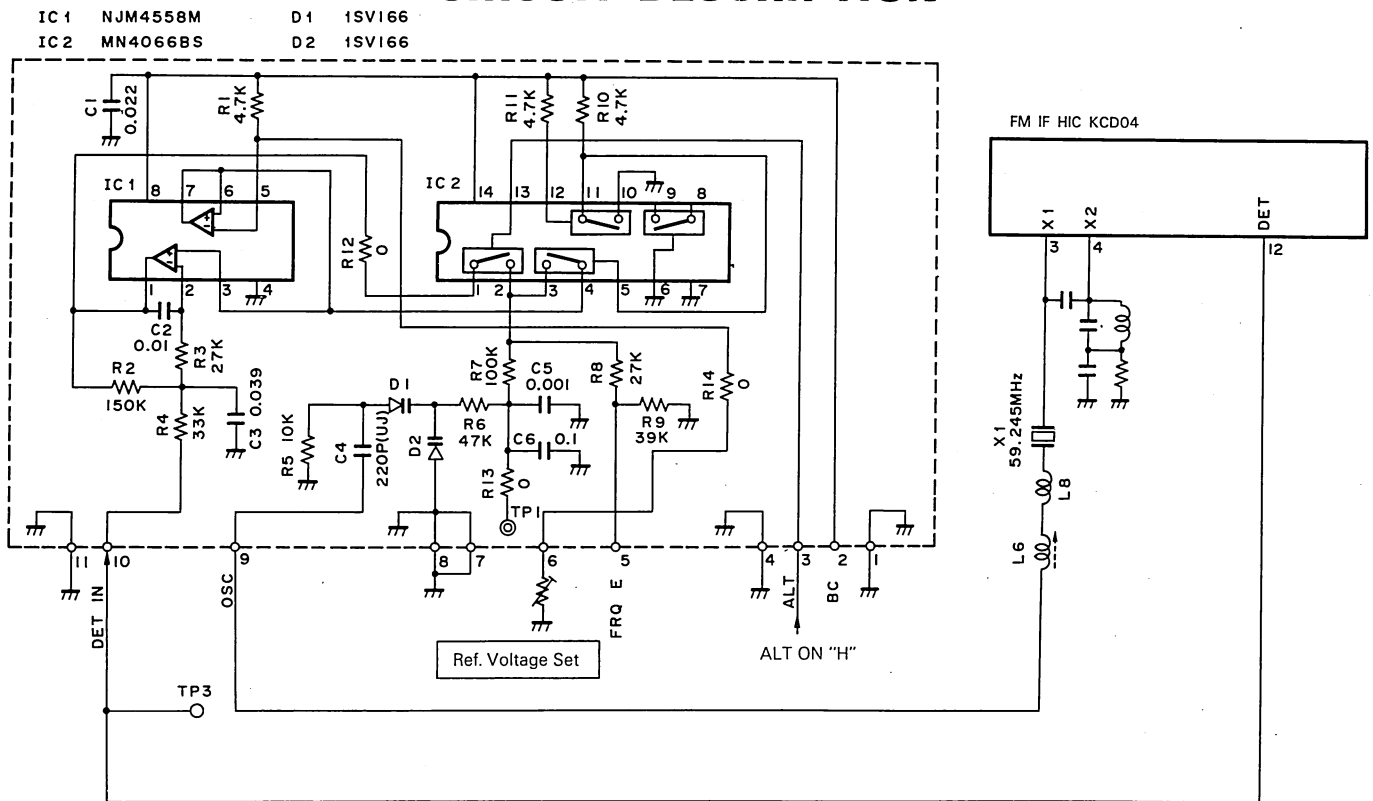 IC1 NJM4558M D1 1SV166
IC2 MN4066BS D2 1SV166
C1 0.022
R1 4.7K
R11 4.7K
R10 4.7K
FM IF HIC KCD04
IC1
8 7 6 5
IC2
14 13 12 11 10 9 8
X1 X2 DET
3 4 12
R12 0
1 2 3 4
1 2 3 4 5 6 7
C2 0.01
R3 27K
R2 150K
R4 33K
C3 0.039
D1
R7 100K
C5 0.001
R8 27K
R14 0
R5 10K
C4 220P(UJ)
D2
R6 47K
C6 0.1
R9 39K
R13 0
TP1
X1 59.245MHz
L8
L6
11 10 9 8 7 6 5 4 3 2 1
DET IN
OSC
FRQ E
ALT
BC
Ref. Voltage Set
ALT ON "H"
TP3